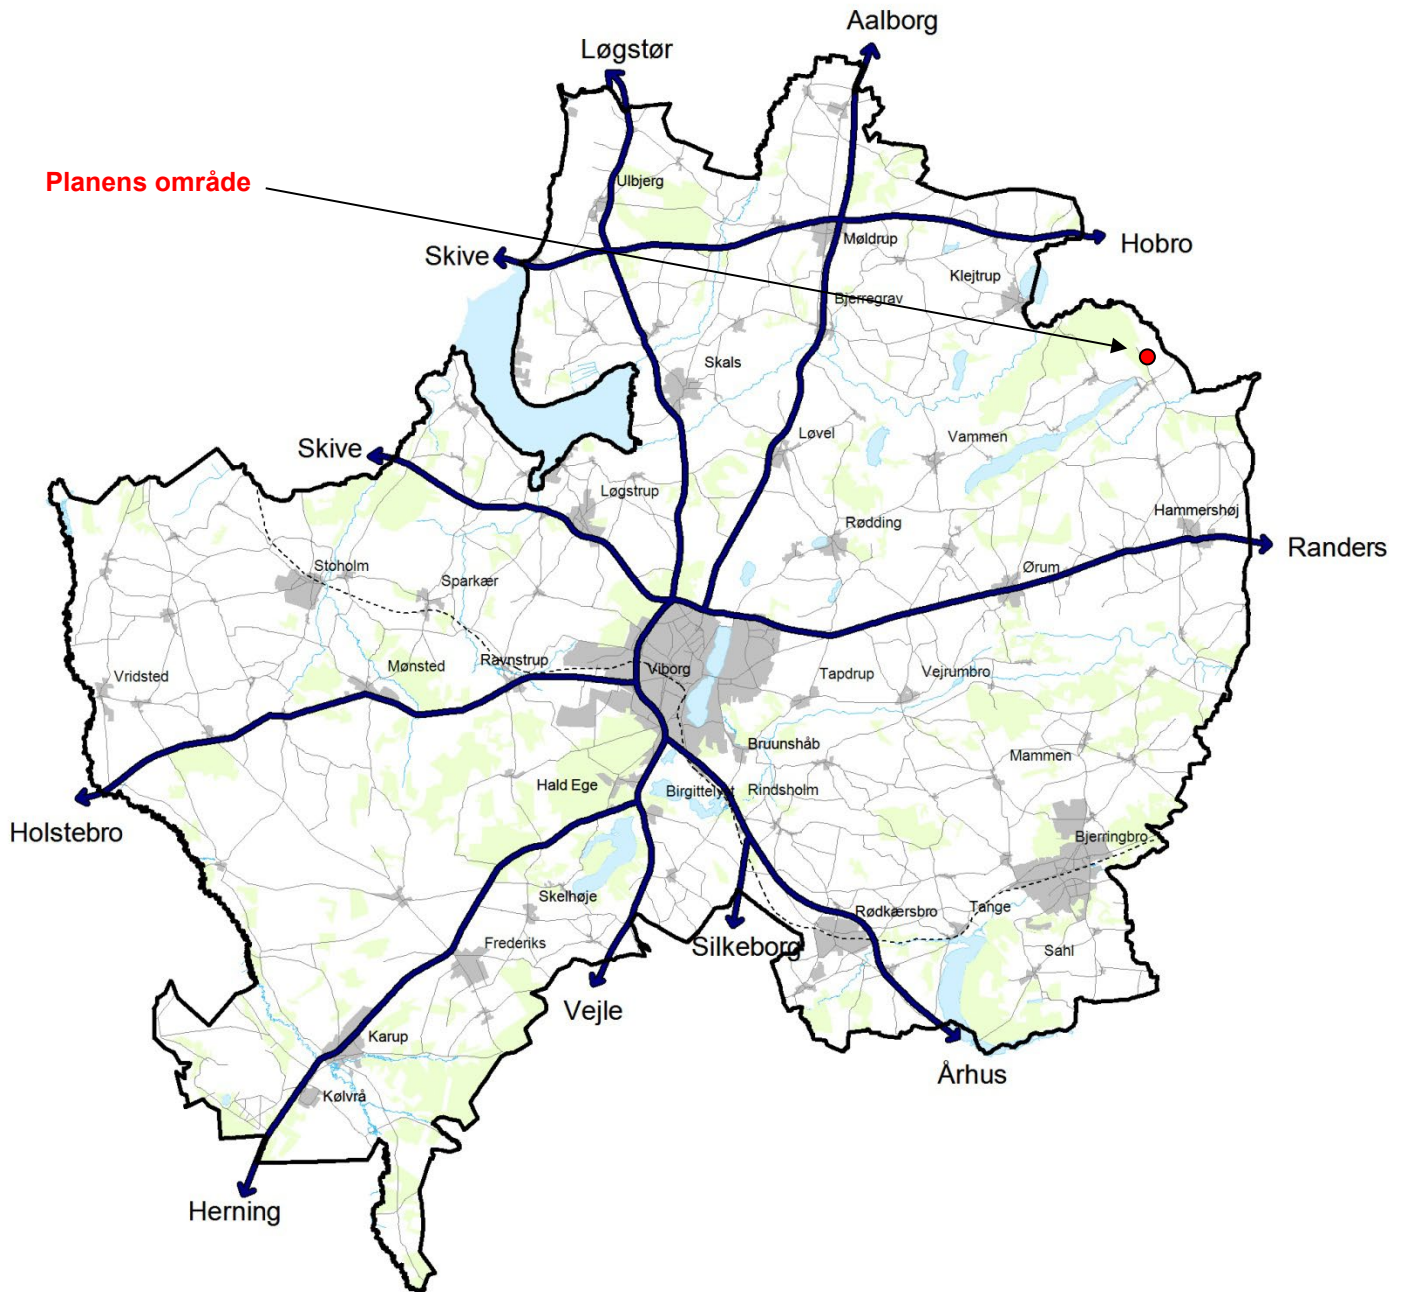 Aalborg
Løgstør
Planens område
Ulbjerg
Møldrup
Hobro
Skive
Klejtrup
Bjerregrav
Skals
Løvel
Vammen
Skive
Løgstrup
Hammershøj
Rødding
Randers
Stoholm
Ørum
Sparkær
Ravnstrup
Mønsted
Viborg
Tapdrup
Vejrumbro
Vridsted
Bruunshåb
Mammen
Hald Ege
Birgittelyst
Rindsholm
Holstebro
Bjerringbro
Skelhøje
Tange
Rødkærsbro
Frederiks
Silkeborg
Sahl
Vejle
Karup
Århus
Kølvrå
Herning